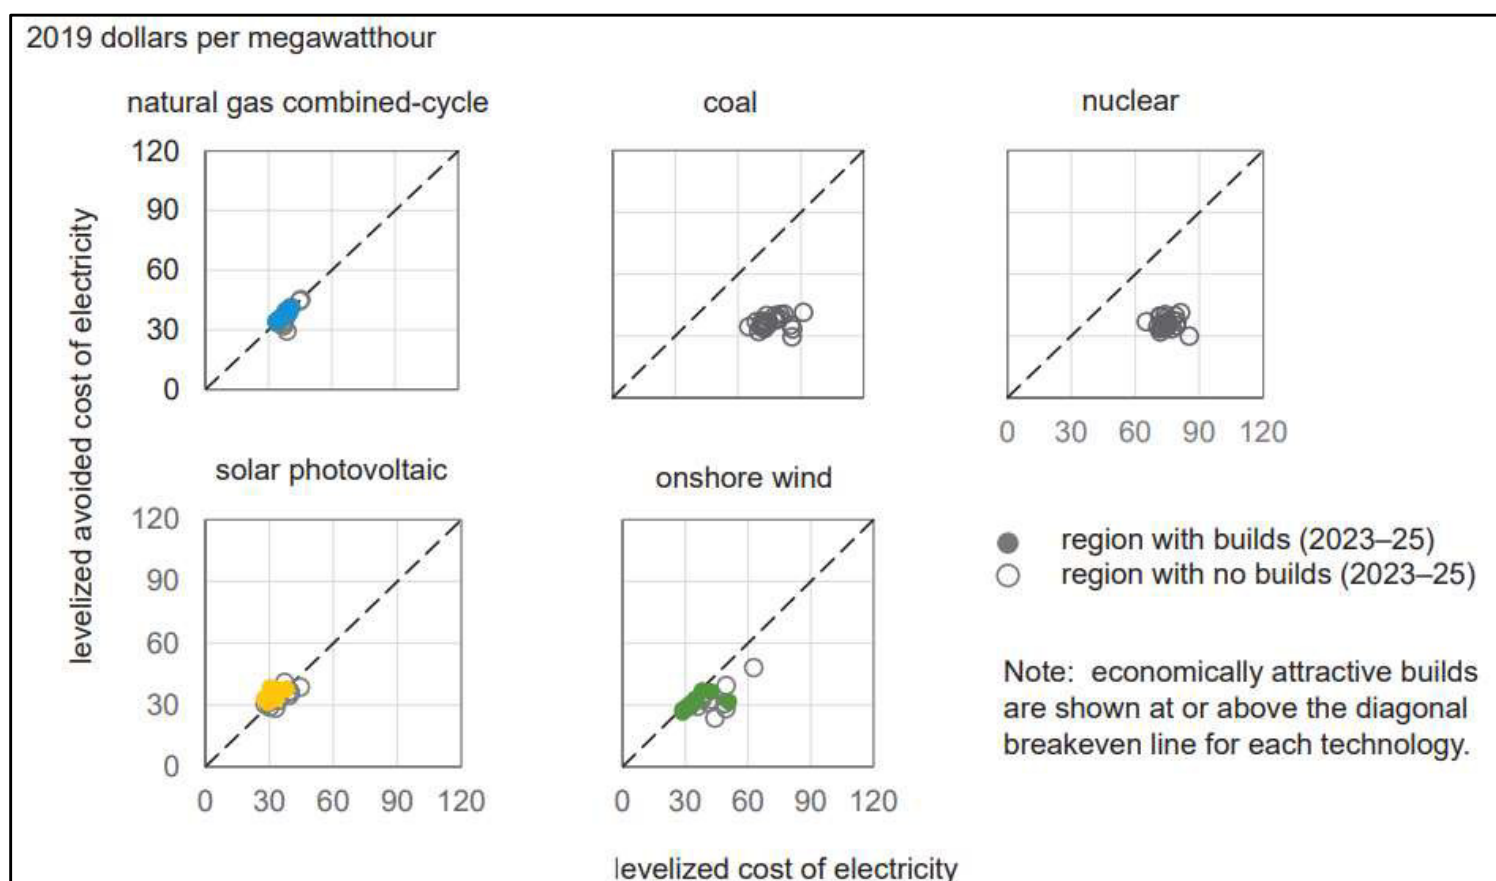 2019 dollars per megawatthour
natural gas combined-cycle
coal
nuclear
levelized avoided cost of electricity
120
90
60
30
0
0 30 60 90 120
solar photovoltaic
onshore wind
120
90
60
30
0
0 30 60 90 120
0 30 60 90 120
region with builds (2023–25)
region with no builds (2023–25)
Note: economically attractive builds
are shown at or above the diagonal
breakeven line for each technology.
levelized cost of electricity